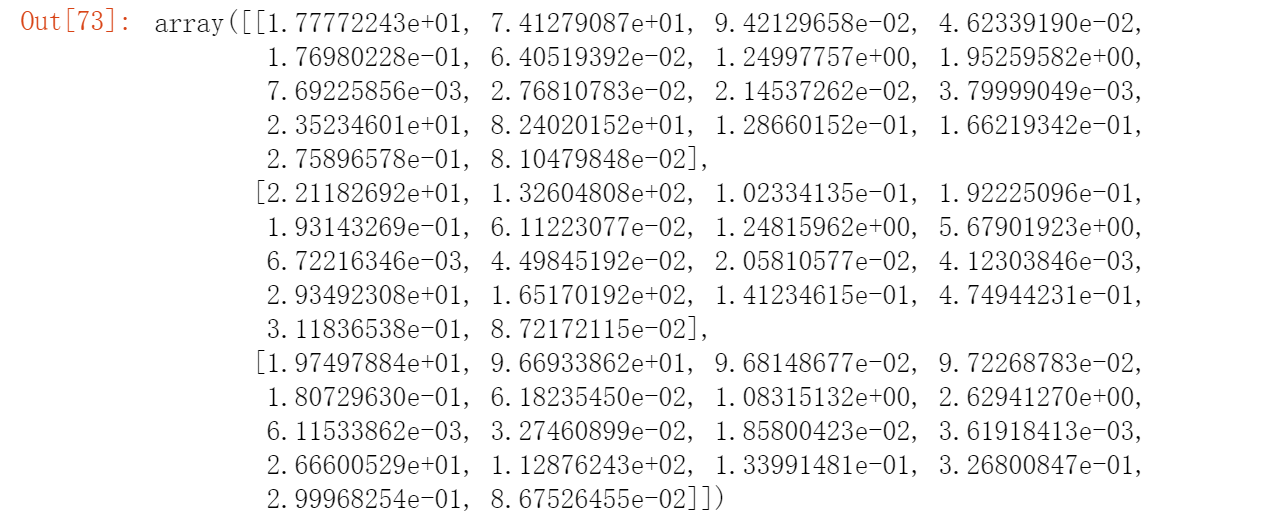 Out[73]: array([[1.77772243e+01, 7.41279087e+01, 9.42129658e-02, 4.62339190e-02,
1.76980228e-01, 6.40519392e-02, 1.24997757e+00, 1.95259582e+00,
7.69225856e-03, 2.76810783e-02, 2.14537262e-02, 3.79999049e-03,
2.35234601e+01, 8.24020152e+01, 1.28660152e-01, 1.66219342e-01,
2.75896578e-01, 8.10479848e-02],
[2.21182692e+01, 1.32604808e+02, 1.02334135e-01, 1.92225096e-01,
1.93143269e-01, 6.11223077e-02, 1.24815962e+00, 5.67901923e+00,
6.72216346e-03, 4.49845192e-02, 2.05810577e-02, 4.12303846e-03,
2.93492308e+01, 1.65170192e+02, 1.41234615e-01, 4.74944231e-01,
3.11836538e-01, 8.72172115e-02],
[1.97497884e+01, 9.66933862e+01, 9.68148677e-02, 9.72268783e-02,
1.80729630e-01, 6.18235450e-02, 1.08315132e+00, 2.62941270e+00,
6.11533862e-03, 3.27460899e-02, 1.85800423e-02, 3.61918413e-03,
2.66600529e+01, 1.12876243e+02, 1.33991481e-01, 3.26800847e-01,
2.99968254e-01, 8.67526455e-02]])